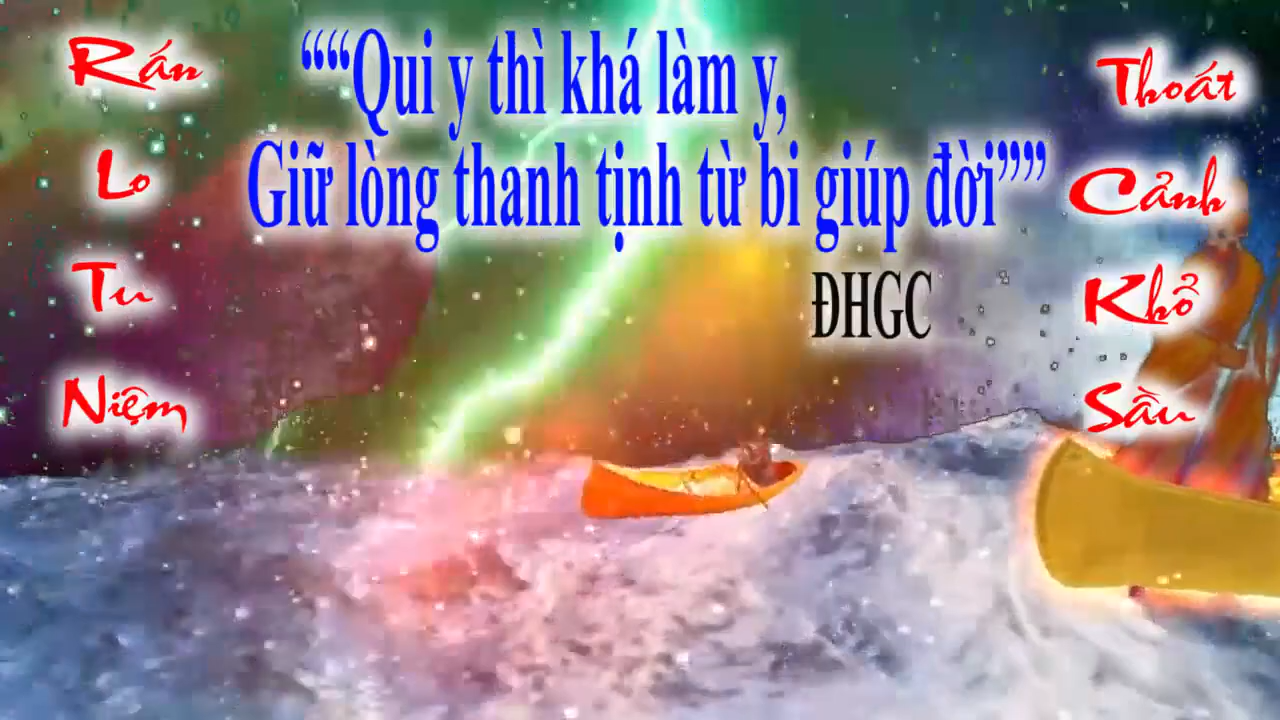 Rán
Lo
Tu
Niệm
““Qui y thì khá làm y,
Giữ lòng thanh tịnh từ bi giúp đời””
ĐHGC
Thoát
Cảnh
Khổ
Sầu